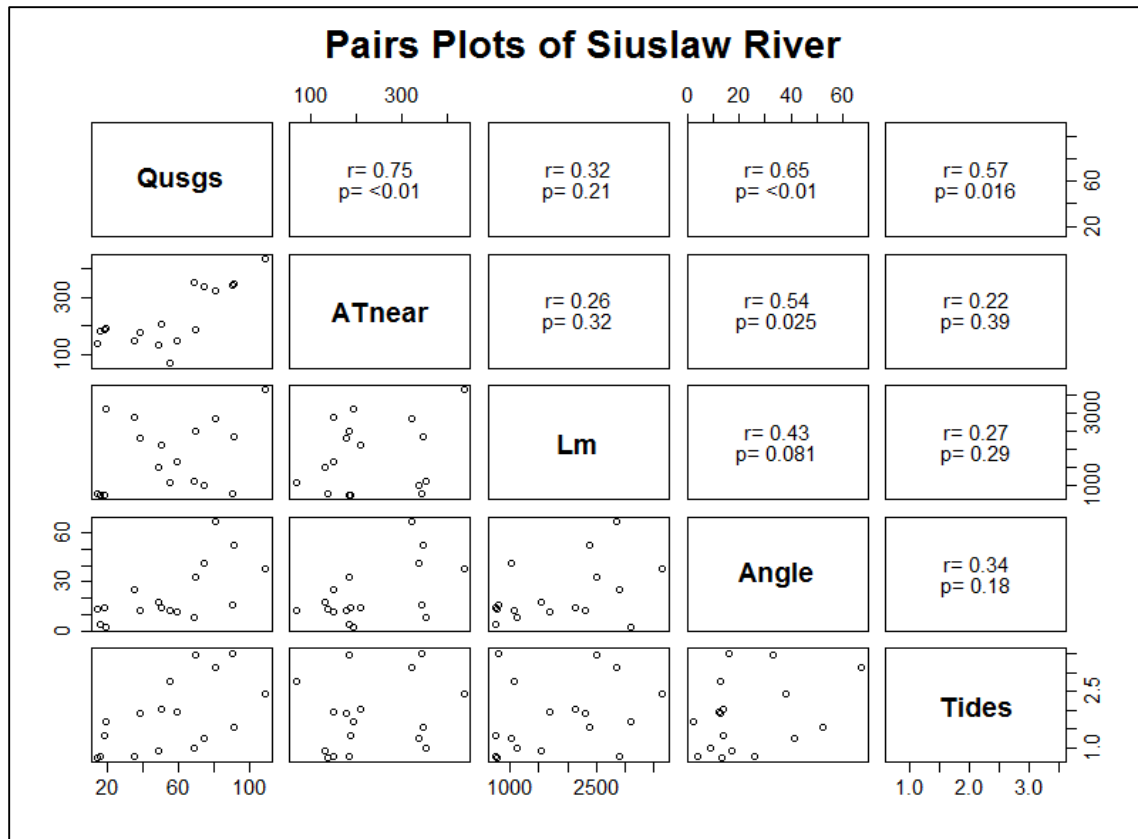 Pairs Plots of Siuslaw River
100 300 0 20 40 60
Qusgs
r= 0.75
p= <0.01
r= 0.32
p= 0.21
r= 0.65
p= <0.01
r= 0.57
p= 0.016
20 60
100 300
ATnear
r= 0.26
p= 0.32
r= 0.54
p= 0.025
r= 0.22
p= 0.39
Lm
r= 0.43
p= 0.081
r= 0.27
p= 0.29
1000 3000
0 30 60
Angle
r= 0.34
p= 0.18
Tides
1.0 2.5
20 60 100 1000 2500 1.0 2.0 3.0